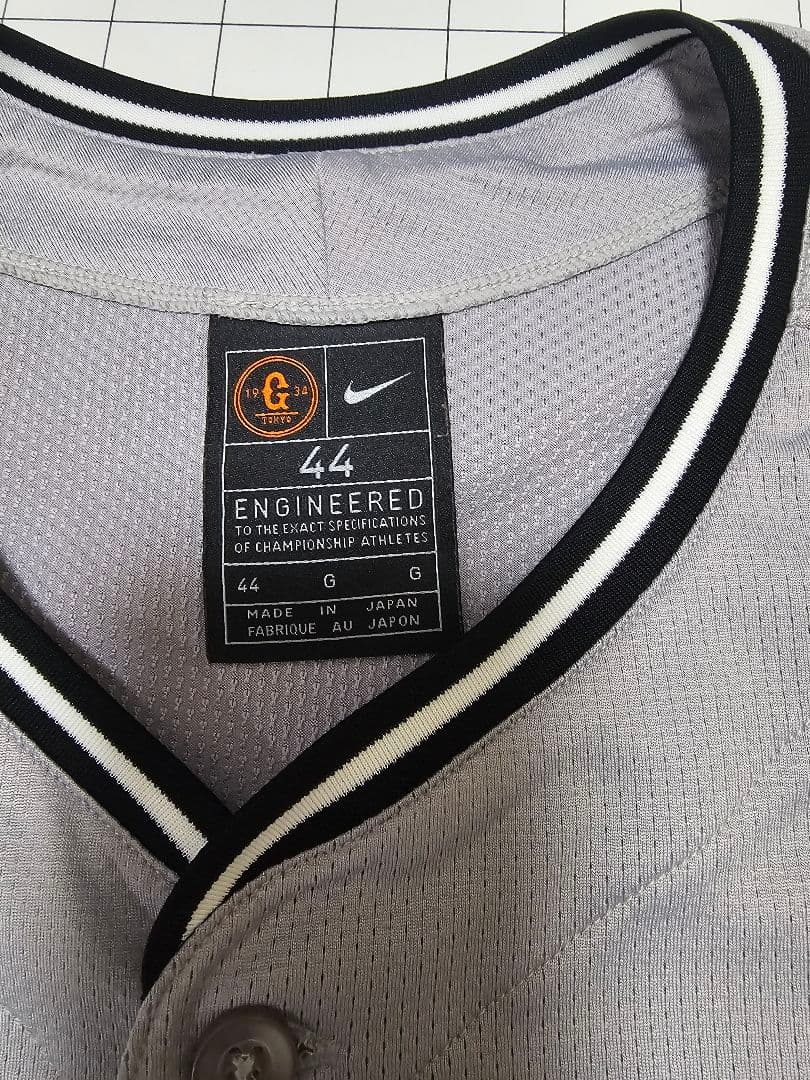 19 G 34
TOKYO
44
ENGINEERED
TO THE EXACT SPECIFICATIONS
OF CHAMPIONSHIP ATHLETES
44 G G
MADE IN JAPAN
FABRIQUE AU JAPON